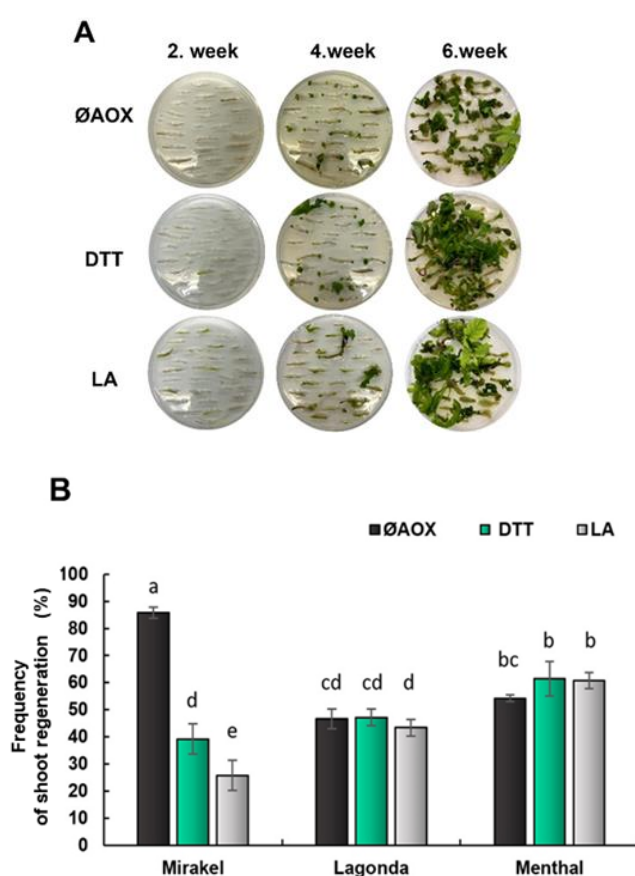 A
2. week 4.week 6.week
ØAOX
DTT
LA
B
ØAOX DTT LA
Frequency
of shoot regeneration (%)
100
90
80
70
60
50
40
30
20
10
0
a
d
e
cd
cd
d
bc
b
b
Mirakel Lagonda Menthal